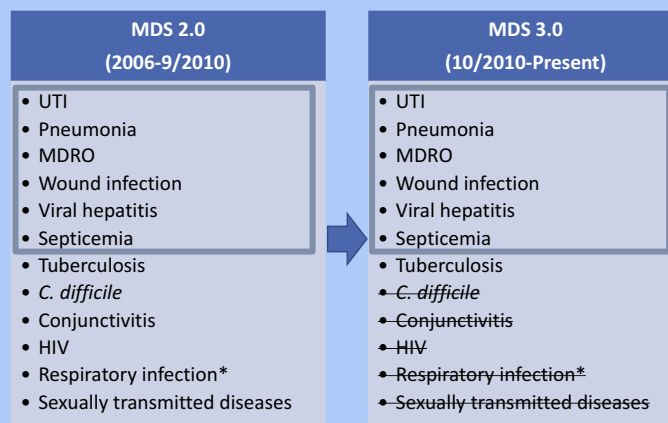 MDS 2.0
(2006-9/2010)
• UTI
• Pneumonia
• MDRO
• Wound infection
• Viral hepatitis
• Septicemia
• Tuberculosis
• C. difficile
• Conjunctivitis
• HIV
• Respiratory infection*
• Sexually transmitted diseases
MDS 3.0
(10/2010-Present)
• UTI
• Pneumonia
• MDRO
• Wound infection
• Viral hepatitis
• Septicemia
• Tuberculosis
• C. difficile
• Conjunctivitis
• HIV
• Respiratory infection*
• Sexually transmitted diseases